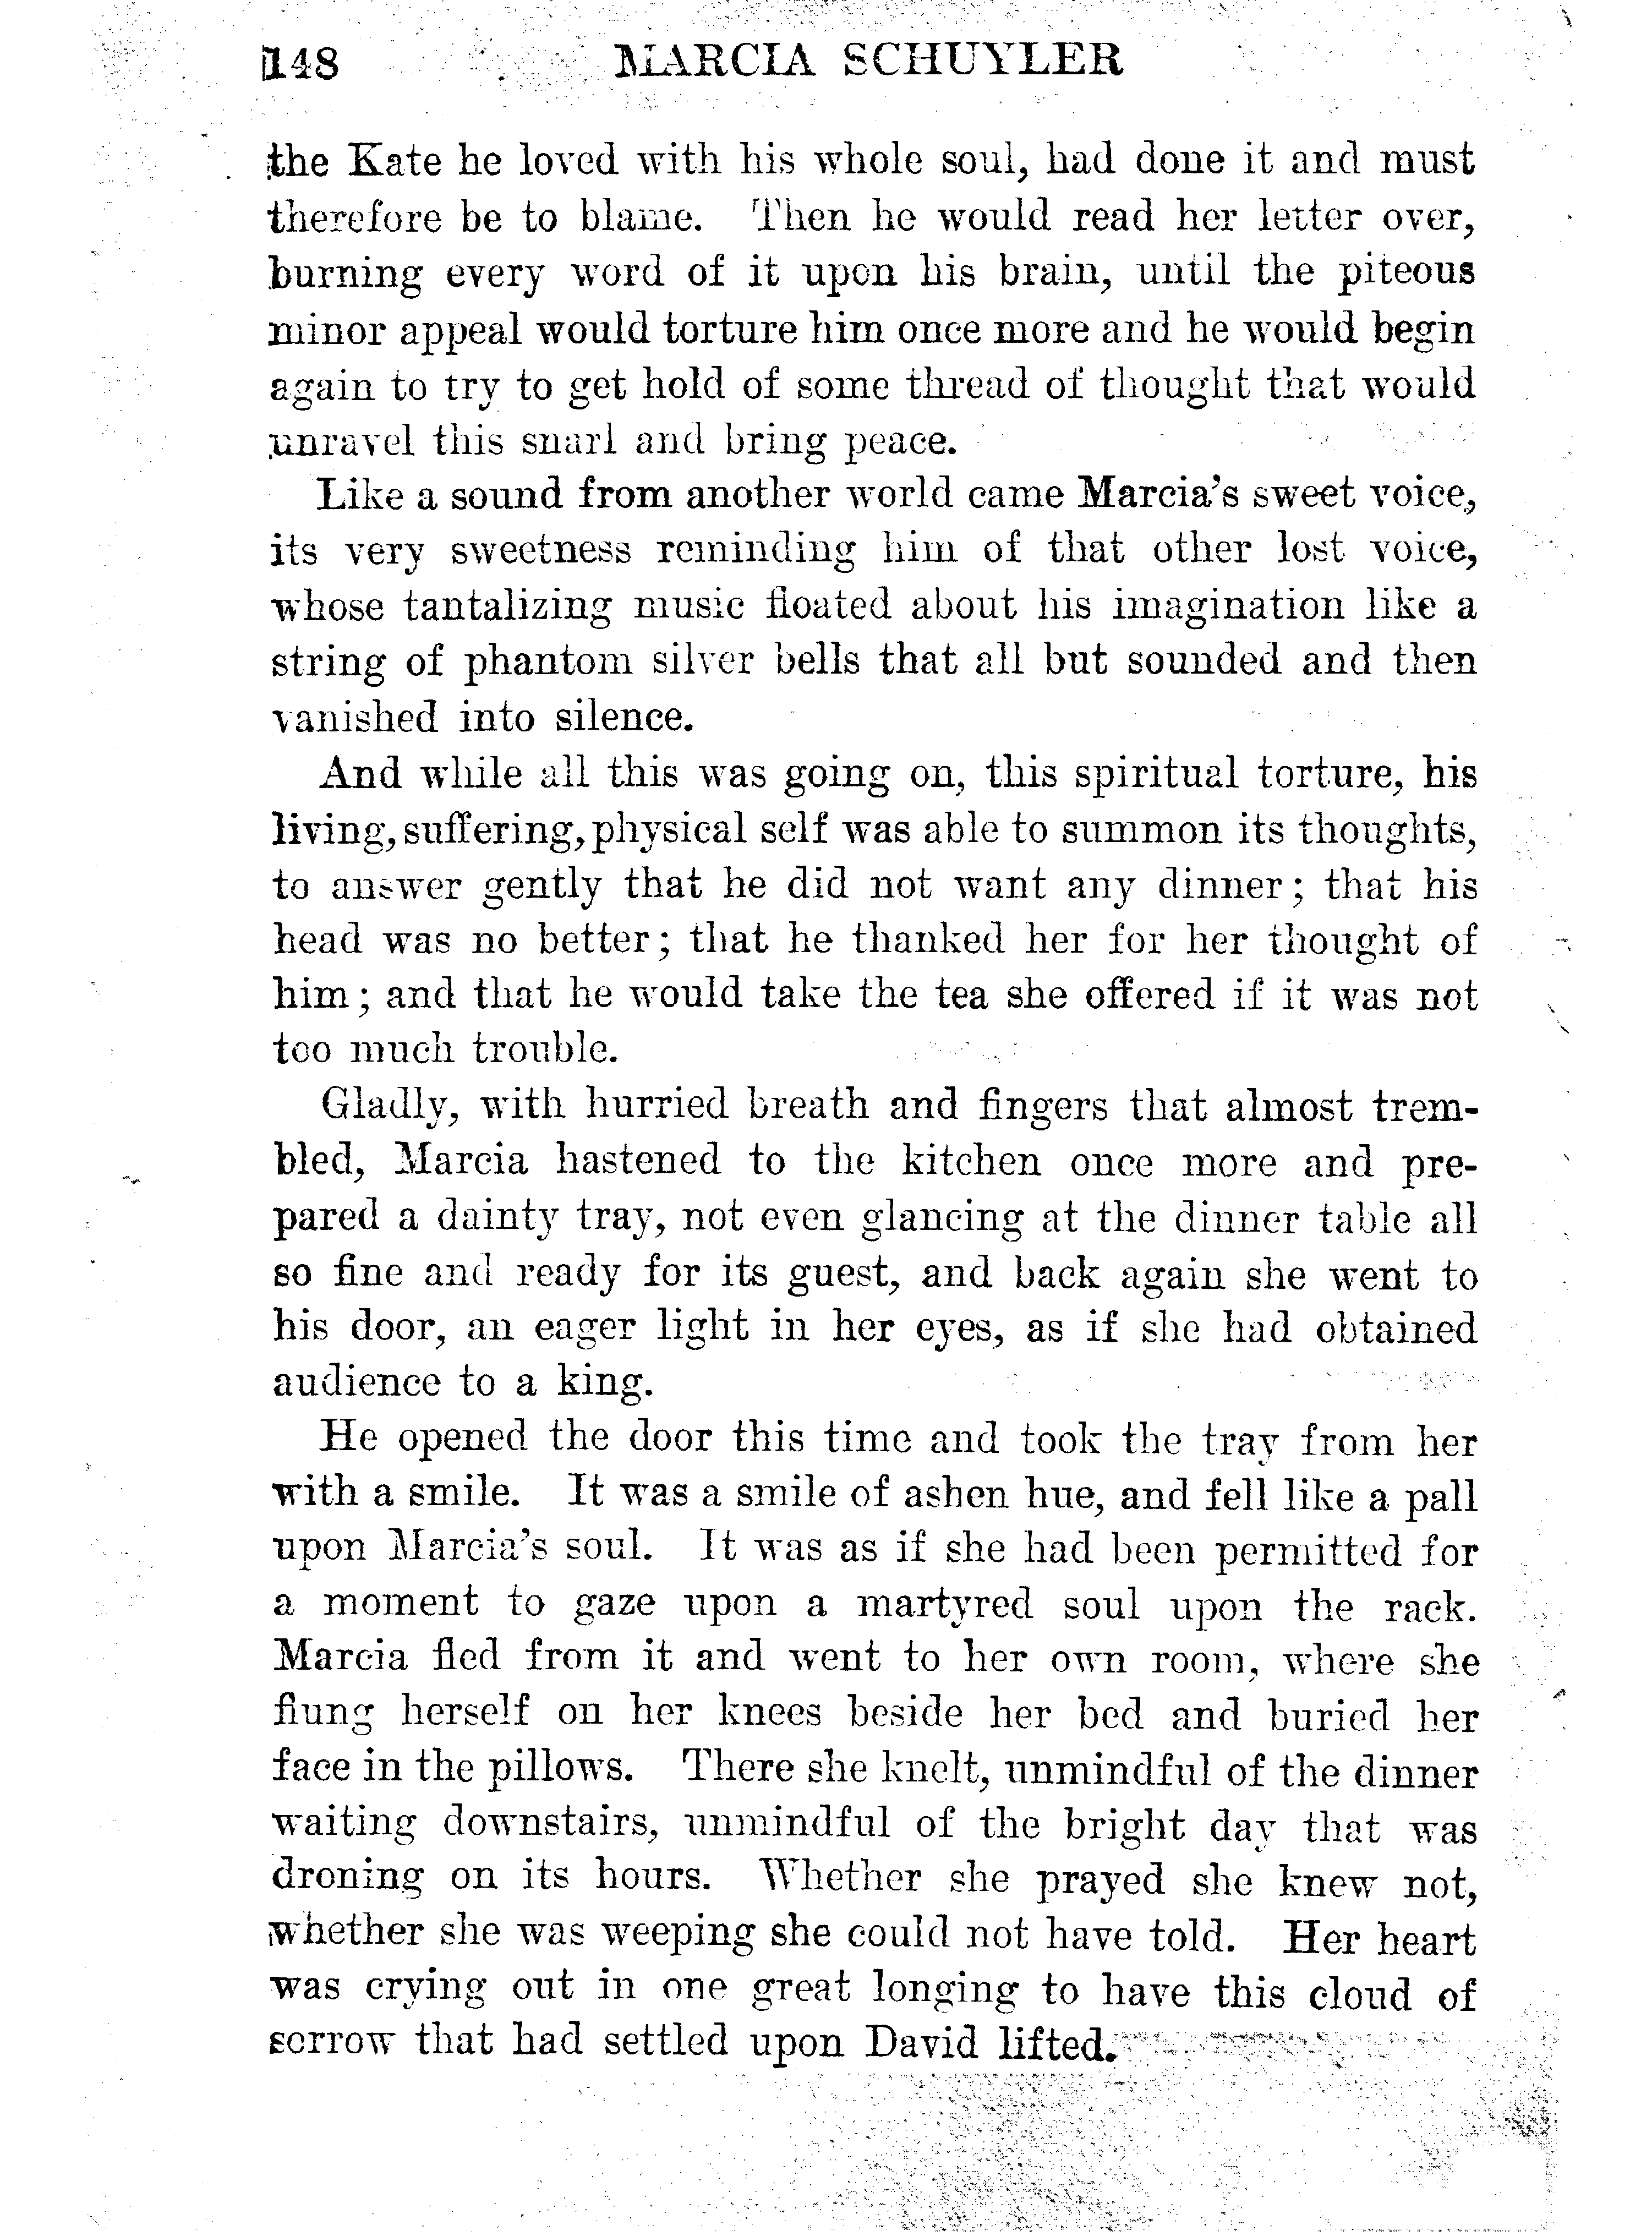 148 MARCIA SCHUYLER
the Kate he loved with his whole soul, had done it and must
therefore be to blame. Then he would read her letter over,
burning every word of it upon his brain, until the piteous
minor appeal would torture him once more and he would begin
again to try to get hold of some thread of thought that would
unravel this snarl and bring peace.
Like a sound from another world came Marcia's sweet voice,
its very sweetness reminding him of that other lost voice,
whose tantalizing music floated about his imagination like a
string of phantom silver bells that all but sounded and then
vanished into silence.
And while all this was going on, this spiritual torture, his
living, suffering, physical self was able to summon its thoughts,
to answer gently that he did not want any dinner; that his
head was no better; that he thanked her for her thought of
him; and that he would take the tea she offered if it was not
too much trouble.
Gladly, with hurried breath and fingers that almost trem-
bled, Marcia hastened to the kitchen once more and pre-
pared a dainty tray, not even glancing at the dinner table all
so fine and ready for its guest, and back again she went to
his door, an eager light in her eyes, as if she had obtained
audience to a king.
He opened the door this time and took the tray from her
with a smile. It was a smile of ashen hue, and fell like a pall
upon Marcia's soul. It was as if she had been permitted for
a moment to gaze upon a martyred soul upon the rack.
Marcia fled from it and went to her own room, where she
flung herself on her knees beside her bed and buried her
face in the pillows. There she knelt, unmindful of the dinner
waiting downstairs, unmindful of the bright day that was
droning on its hours. Whether she prayed she knew not,
whether she was weeping she could not have told. Her heart
was crying out in one great longing to have this cloud of
sorrow that had settled upon David lifted.